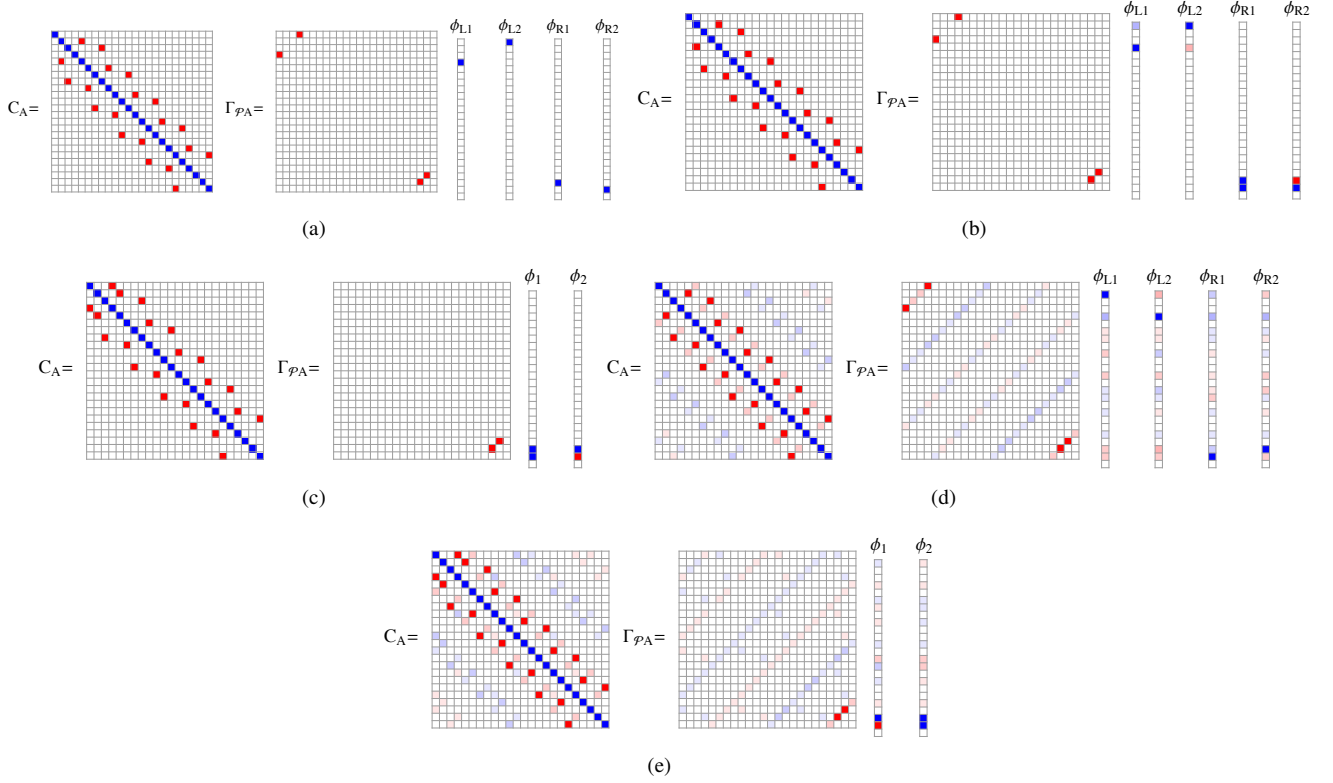 C_A= Γ_𝒫A= ϕ_L1 ϕ_L2 ϕ_R1 ϕ_R2
(a)
C_A= Γ_𝒫A= ϕ_L1 ϕ_L2 ϕ_R1 ϕ_R2
(b)
C_A= Γ_𝒫A= ϕ_1 ϕ_2
(c)
C_A= Γ_𝒫A= ϕ_L1 ϕ_L2 ϕ_R1 ϕ_R2
(d)
C_A= Γ_𝒫A= ϕ_1 ϕ_2
(e)